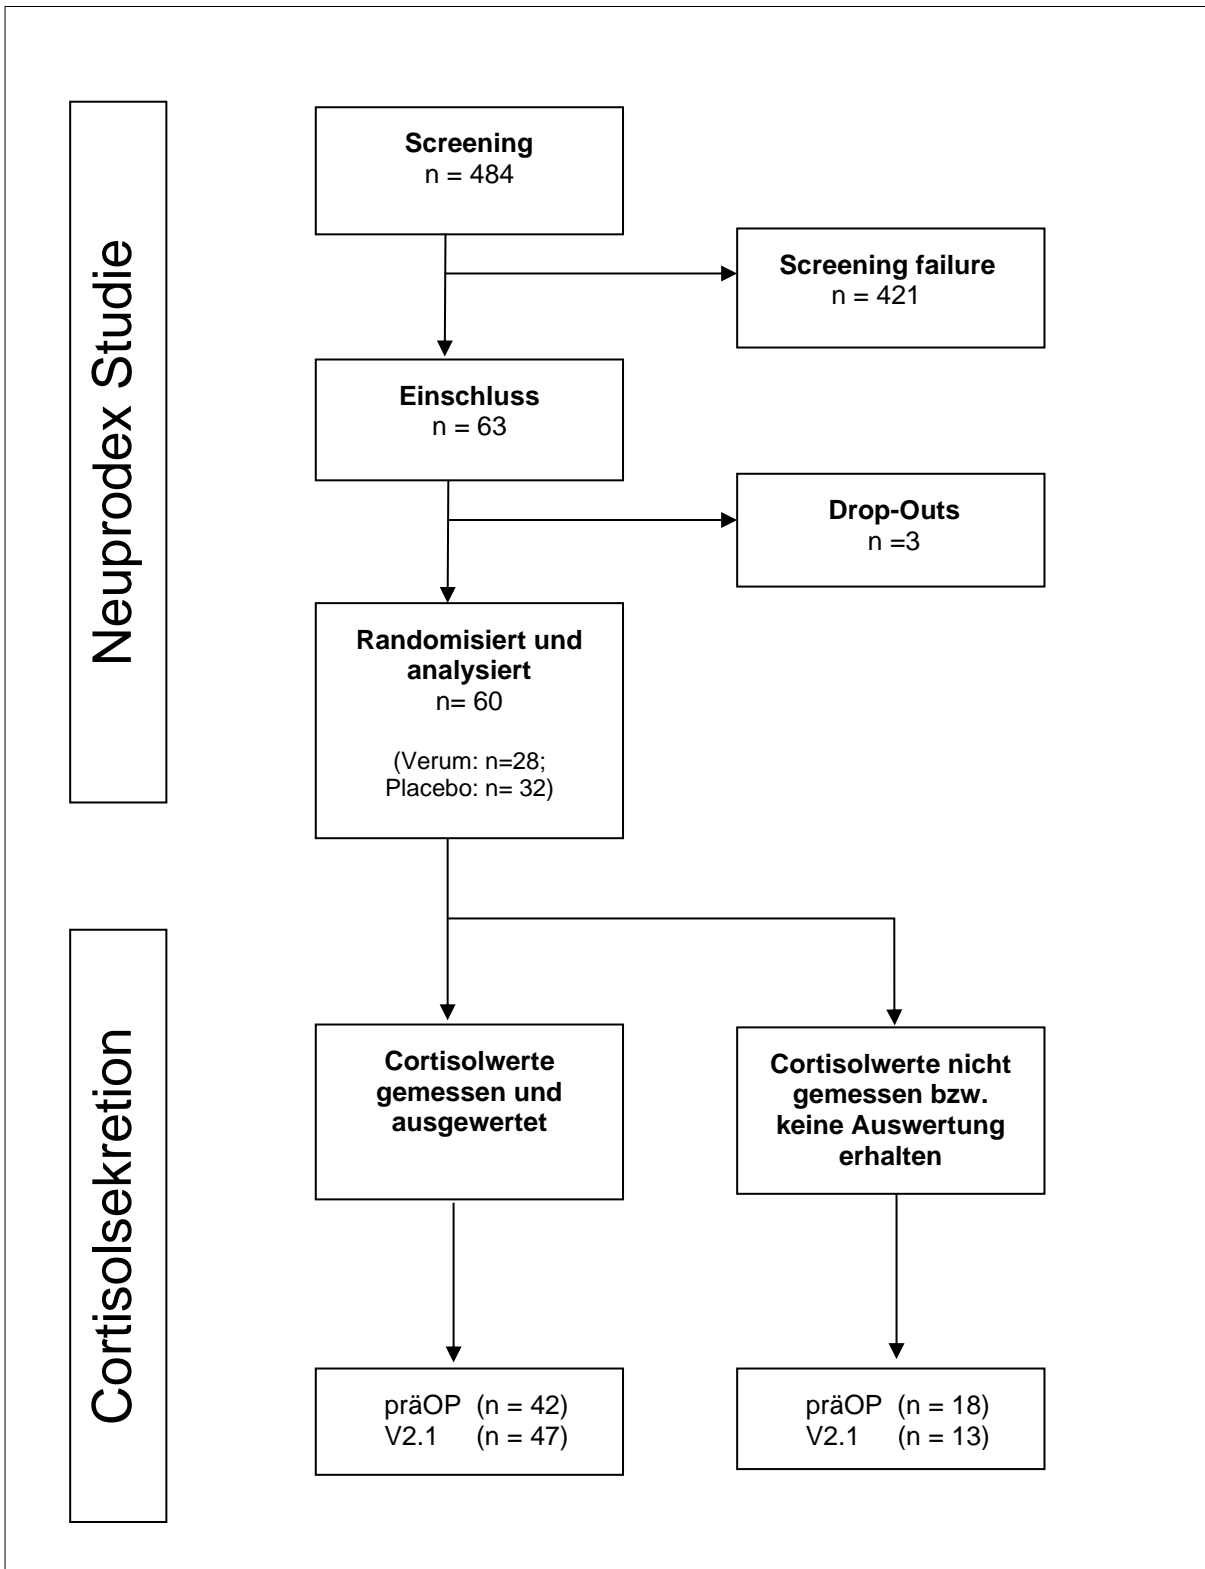 Neuprodex Studie
Screening
n = 484
Screening failure
n = 421
Einschluss
n = 63
Drop-Outs
n =3
Randomisiert und
analysiert
n= 60
(Verum: n=28;
Placebo: n= 32)
Cortisolsekretion
Cortisolwerte
gemessen und
ausgewertet
Cortisolwerte nicht
gemessen bzw.
keine Auswertung
erhalten
präOP (n = 42)
V2.1 (n = 47)
präOP (n = 18)
V2.1 (n = 13)